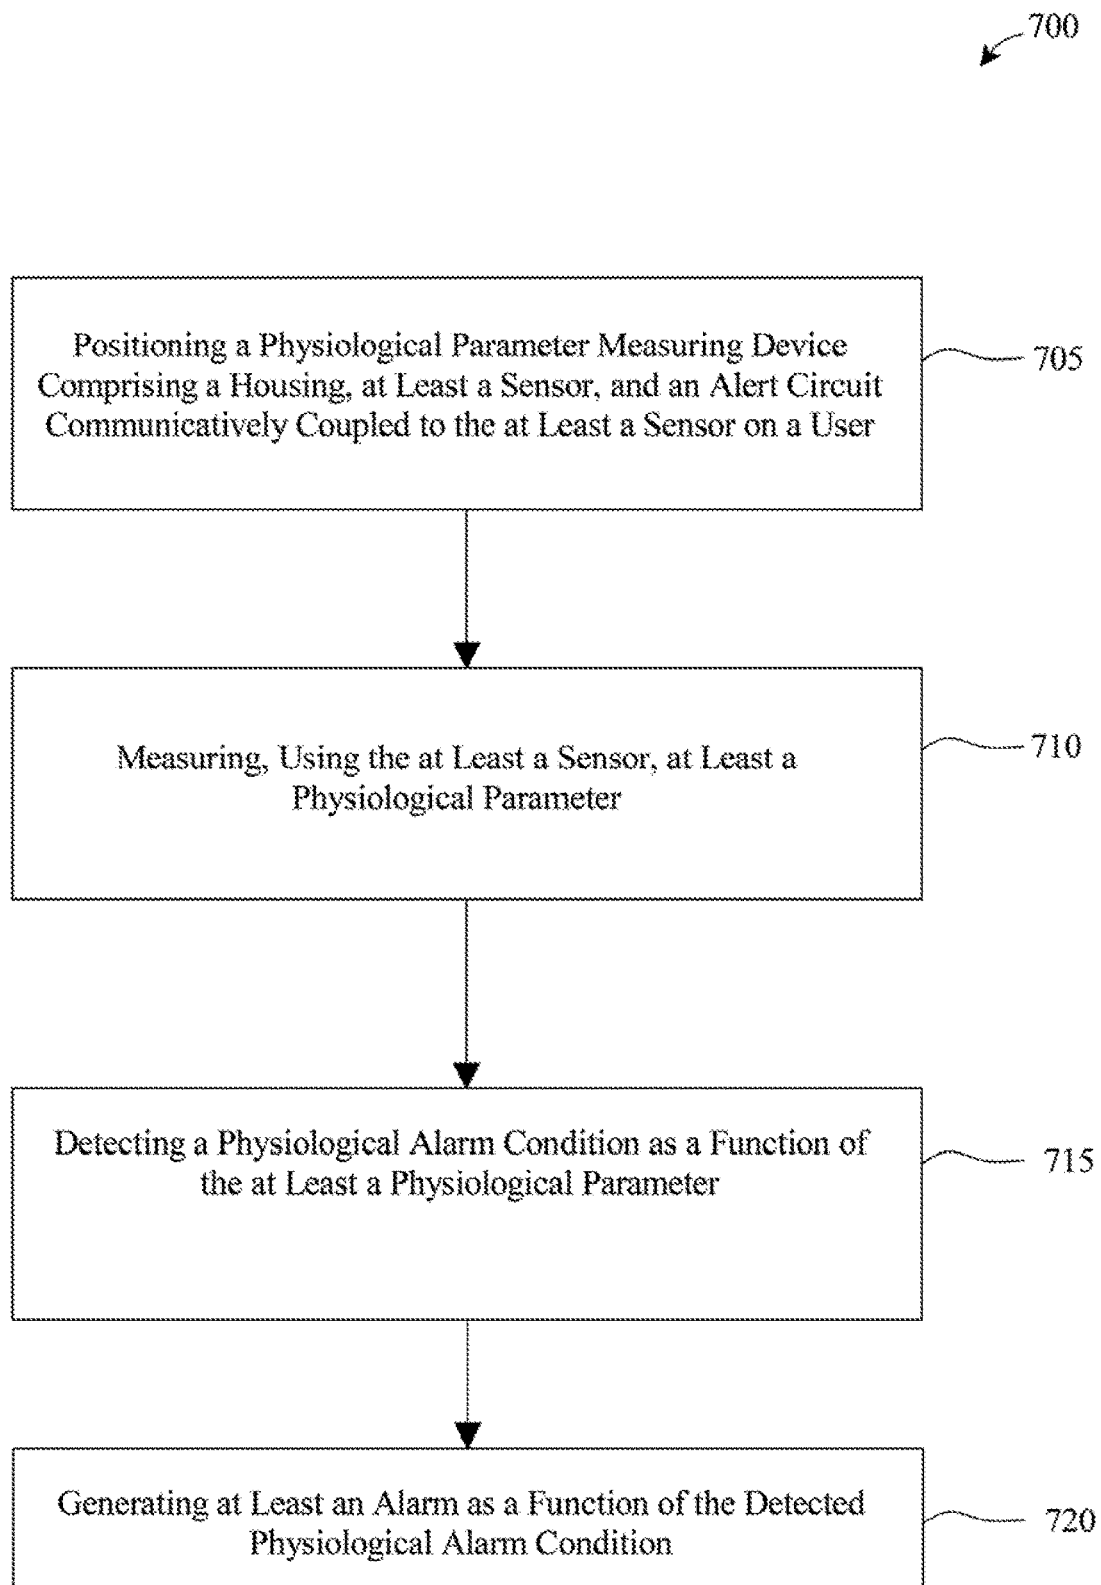 700
Positioning a Physiological Parameter Measuring Device
Comprising a Housing, at Least a Sensor, and an Alert Circuit
Communicatively Coupled to the at Least a Sensor on a User
705
Measuring, Using the at Least a Sensor, at Least a
Physiological Parameter
710
Detecting a Physiological Alarm Condition as a Function of
the at Least a Physiological Parameter
715
Generating at Least an Alarm as a Function of the Detected
Physiological Alarm Condition
720